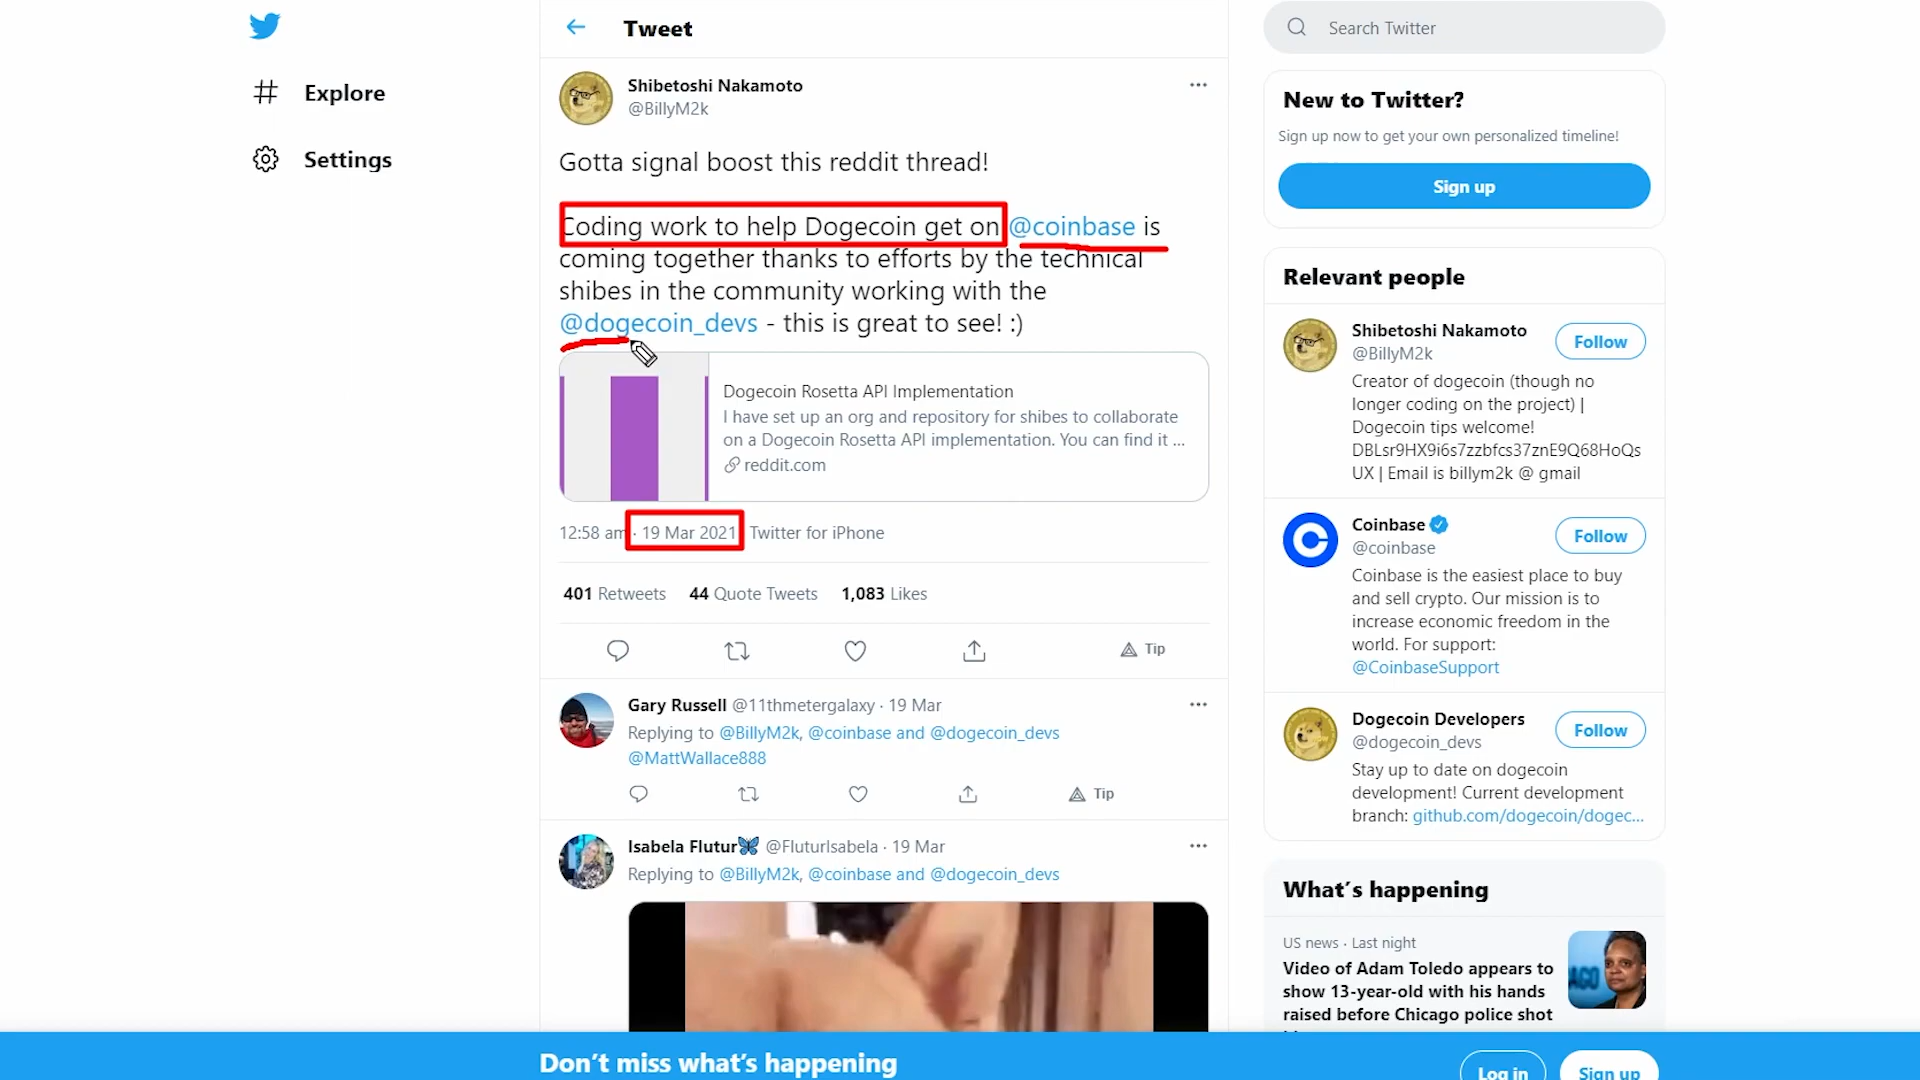 Explore
Settings
Tweet
Shibetoshi Nakamoto
@BillyM2k
Gotta signal boost this reddit thread!
Coding work to help Dogecoin get on @coinbase is
coming together thanks to efforts by the technical
shibes in the community working with the
@dogecoin_devs - this is great to see! :)
Dogecoin Rosetta API Implementation
I have set up an org and repository for shibes to collaborate
on a Dogecoin Rosetta API implementation. You can find it ...
reddit.com
12:58 am · 19 Mar 2021 Twitter for iPhone
401 Retweets 44 Quote Tweets 1,083 Likes
Tip
Gary Russell @11thmetergalaxy · 19 Mar
Replying to @BillyM2k, @coinbase and @dogecoin_devs
@MattWallace888
Tip
Isabela Flutur @FluturIsabela · 19 Mar
Replying to @BillyM2k, @coinbase and @dogecoin_devs
Search Twitter
New to Twitter?
Sign up now to get your own personalized timeline!
Sign up
Relevant people
Shibetoshi Nakamoto
@BillyM2k
Follow
Creator of dogecoin (though no
longer coding on the project) |
Dogecoin tips welcome!
DBLsr9HX9i6s7zzbfcs37znE9Q68HoQs
UX | Email is billym2k @ gmail
Coinbase
@coinbase
Follow
Coinbase is the easiest place to buy
and sell crypto. Our mission is to
increase economic freedom in the
world. For support:
@CoinbaseSupport
Dogecoin Developers
@dogecoin_devs
Follow
Stay up to date on dogecoin
development! Current development
branch: github.com/dogecoin/dogec...
What's happening
US news · Last night
Video of Adam Toledo appears to
show 13-year-old with his hands
raised before Chicago police shot
Don't miss what's happening
Log in
Sign up